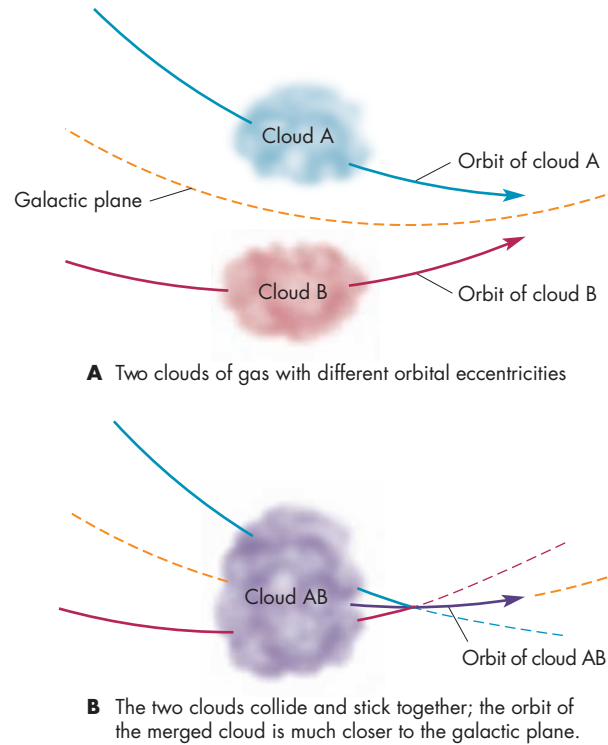 Cloud A
Orbit of cloud A
Galactic plane
Cloud B
Orbit of cloud B
A Two clouds of gas with different orbital eccentricities
Cloud AB
Orbit of cloud AB
B The two clouds collide and stick together; the orbit of
the merged cloud is much closer to the galactic plane.